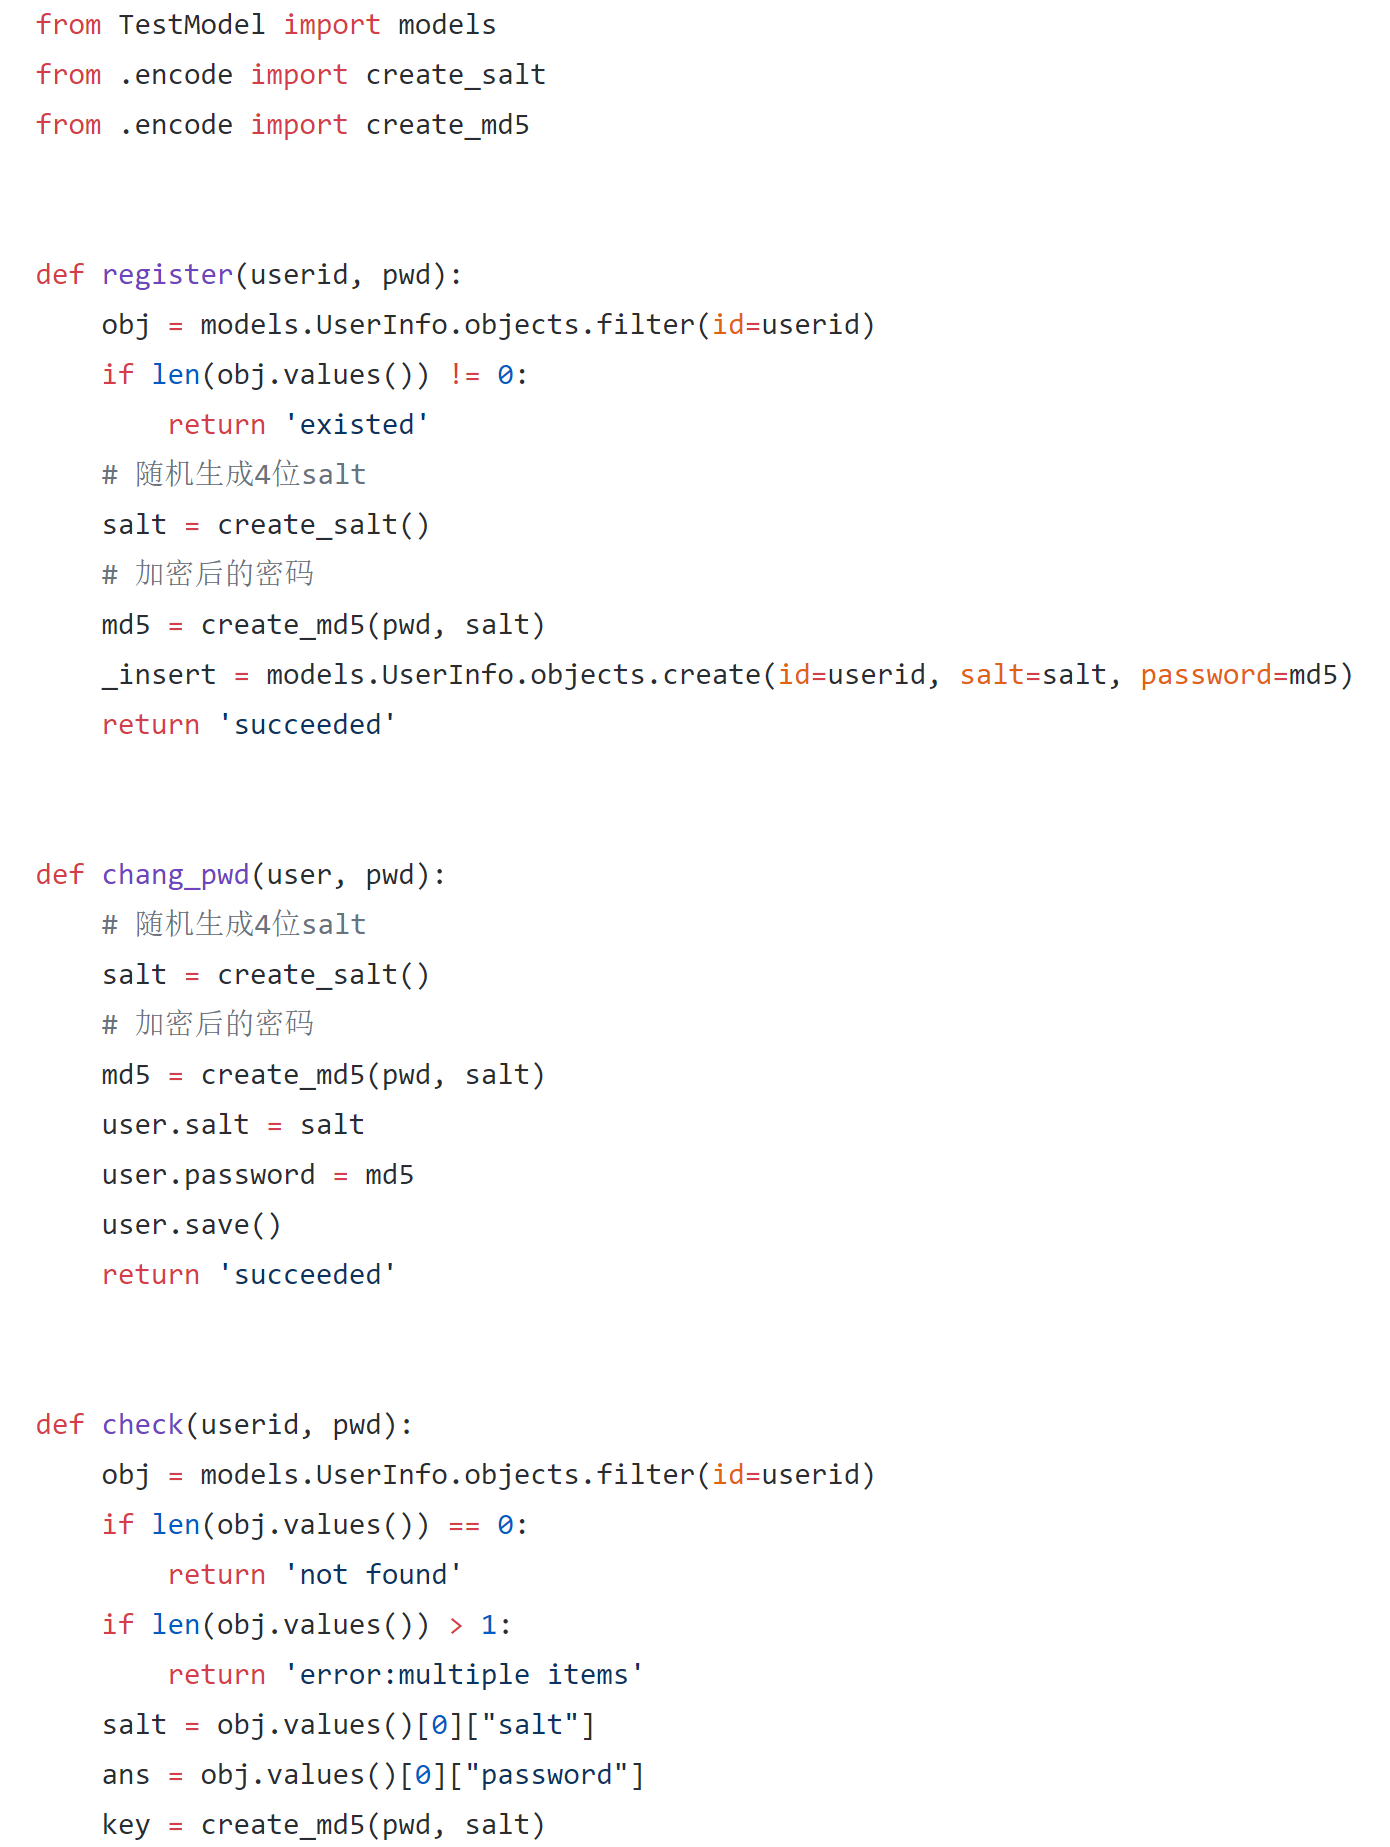 from TestModel import models
from .encode import create_salt
from .encode import create_md5
def register(userid, pwd):
    obj = models.UserInfo.objects.filter(id=userid)
    if len(obj.values()) != 0:
        return 'existed'
    # 随机生成4位salt
    salt = create_salt()
    # 加密后的密码
    md5 = create_md5(pwd, salt)
    _insert = models.UserInfo.objects.create(id=userid, salt=salt, password=md5)
    return 'succeeded'
def chang_pwd(user, pwd):
    # 随机生成4位salt
    salt = create_salt()
    # 加密后的密码
    md5 = create_md5(pwd, salt)
    user.salt = salt
    user.password = md5
    user.save()
    return 'succeeded'
def check(userid, pwd):
    obj = models.UserInfo.objects.filter(id=userid)
    if len(obj.values()) == 0:
        return 'not found'
    if len(obj.values()) > 1:
        return 'error:multiple items'
    salt = obj.values()[0]["salt"]
    ans = obj.values()[0]["password"]
    key = create_md5(pwd, salt)